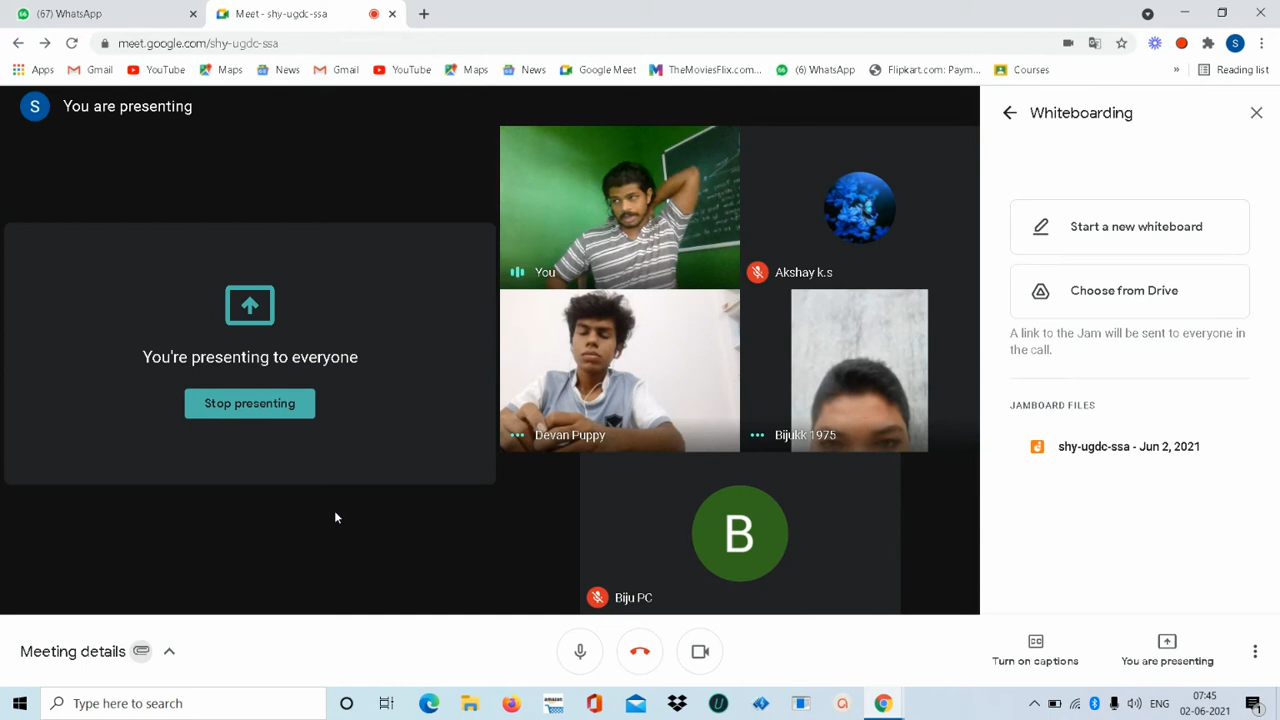 (67) WhatsApp
Meet - shy-ugdc-ssa
meet.google.com/shy-ugdc-ssa
S
Apps Gmail YouTube Maps News Gmail YouTube Maps News Google Meet TheMoviesFlix.com... (6) WhatsApp Flipkart.com: Paym... Courses » Reading list
S You are presenting
Whiteboarding
Start a new whiteboard
Choose from Drive
A link to the Jam will be sent to everyone in
the call.
JAMBOARD FILES
shy-ugdc-ssa - Jun 2, 2021
You're presenting to everyone
Stop presenting
You
Akshay k.s
Devan Puppy
Bijukk 1975
B
Biju PC
Meeting details
Turn on captions
You are presenting
Type here to search
ENG
07:45
02-06-2021
1